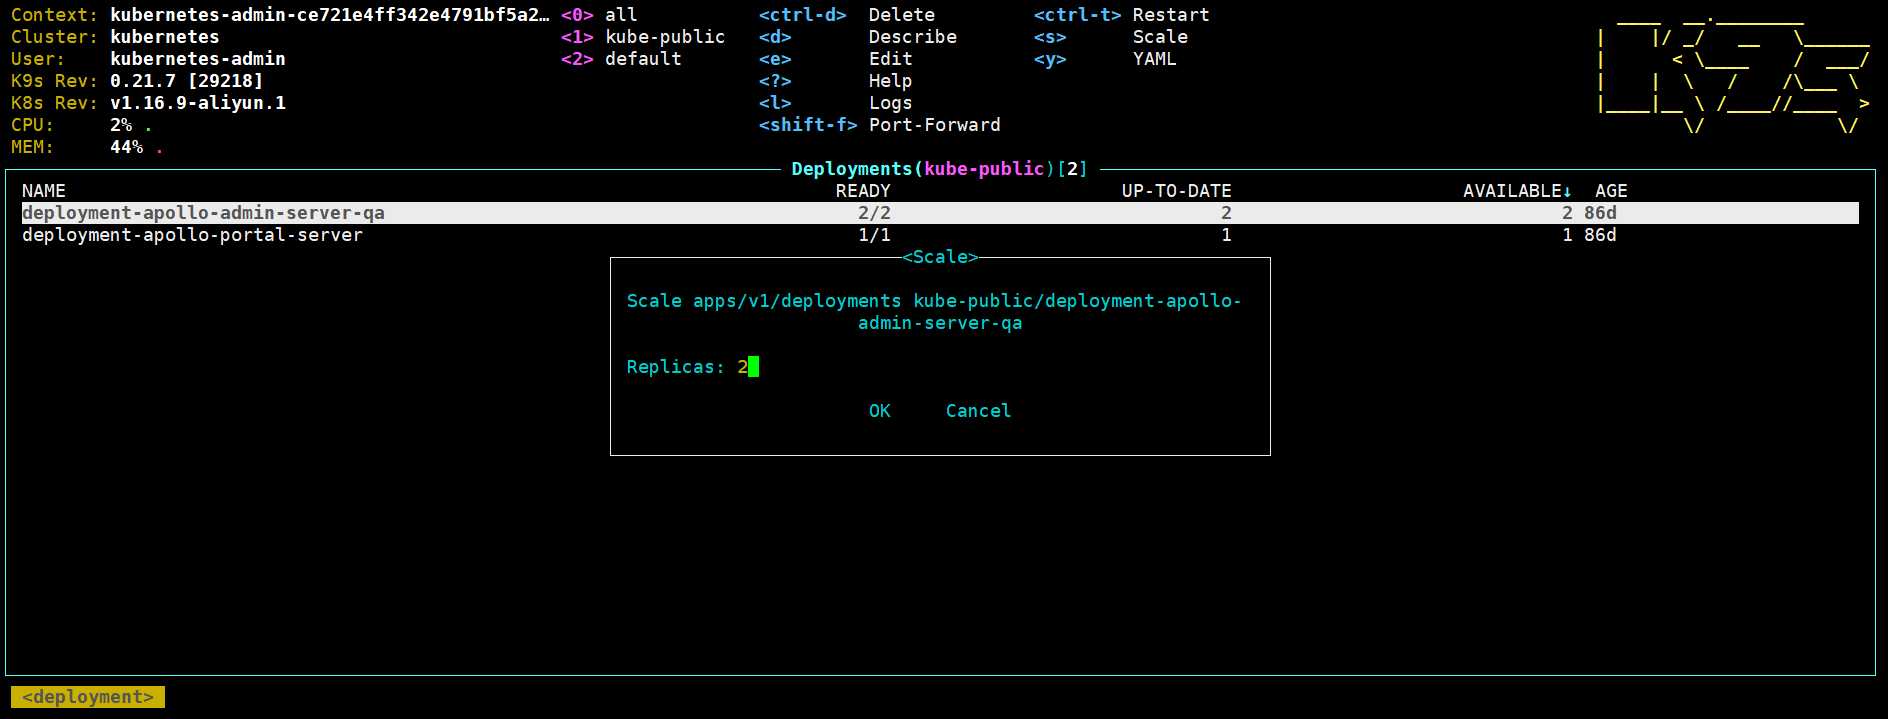 Context: kubernetes-admin-ce721e4ff342e4791bf5a2… <0> all <ctrl-d> Delete <ctrl-t> Restart
Cluster: kubernetes <1> kube-public <d> Describe <s> Scale
User: kubernetes-admin <2> default <e> Edit <y> YAML
K9s Rev: 0.21.7 [29218] <?> Help
K8s Rev: v1.16.9-aliyun.1 <l> Logs
CPU: 2% . <shift-f> Port-Forward
MEM: 44% .
Deployments(kube-public)[2]
NAME READY UP-TO-DATE AVAILABLE↓ AGE
deployment-apollo-admin-server-qa 2/2 2 2 86d
deployment-apollo-portal-server 1/1 1 1 86d
<Scale>
Scale apps/v1/deployments kube-public/deployment-apollo-
admin-server-qa
Replicas: 2
OK Cancel
<deployment>